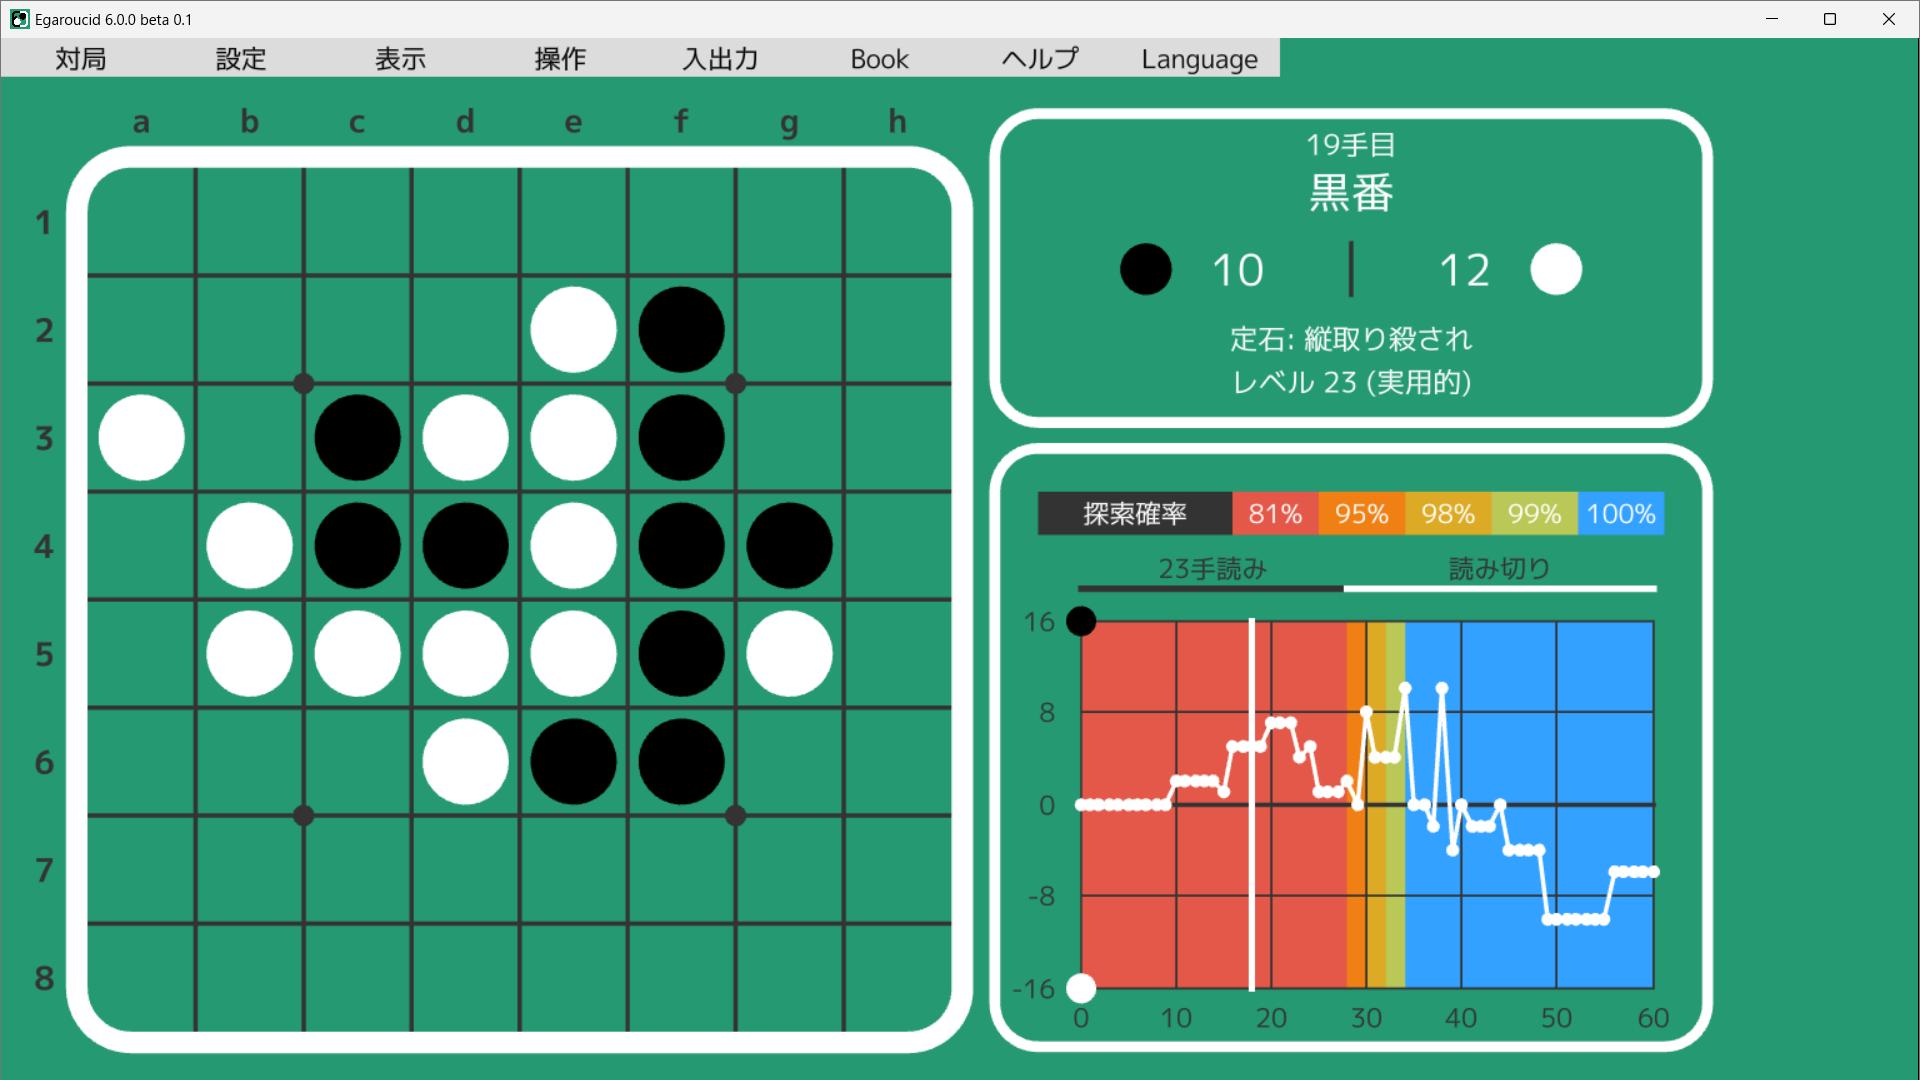 Egaroucid 6.0.0 beta 0.1
対局 設定 表示 操作 入出力 Book ヘルプ Language
a b c d e f g h
1
2
3
4
5
6
7
8
19手目
黒番
10 12
定石: 縦取り殺され
レベル 23 (実用的)
探索確率 81% 95% 98% 99% 100%
23手読み 読み切り
16
8
0
-8
-16
0 10 20 30 40 50 60